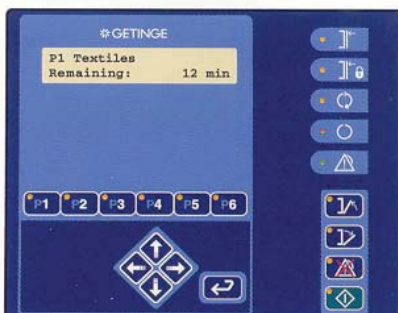 GETINGE
P1 Textiles
Remaining: 12 min
P1 P2 P3 P4 P5 P6